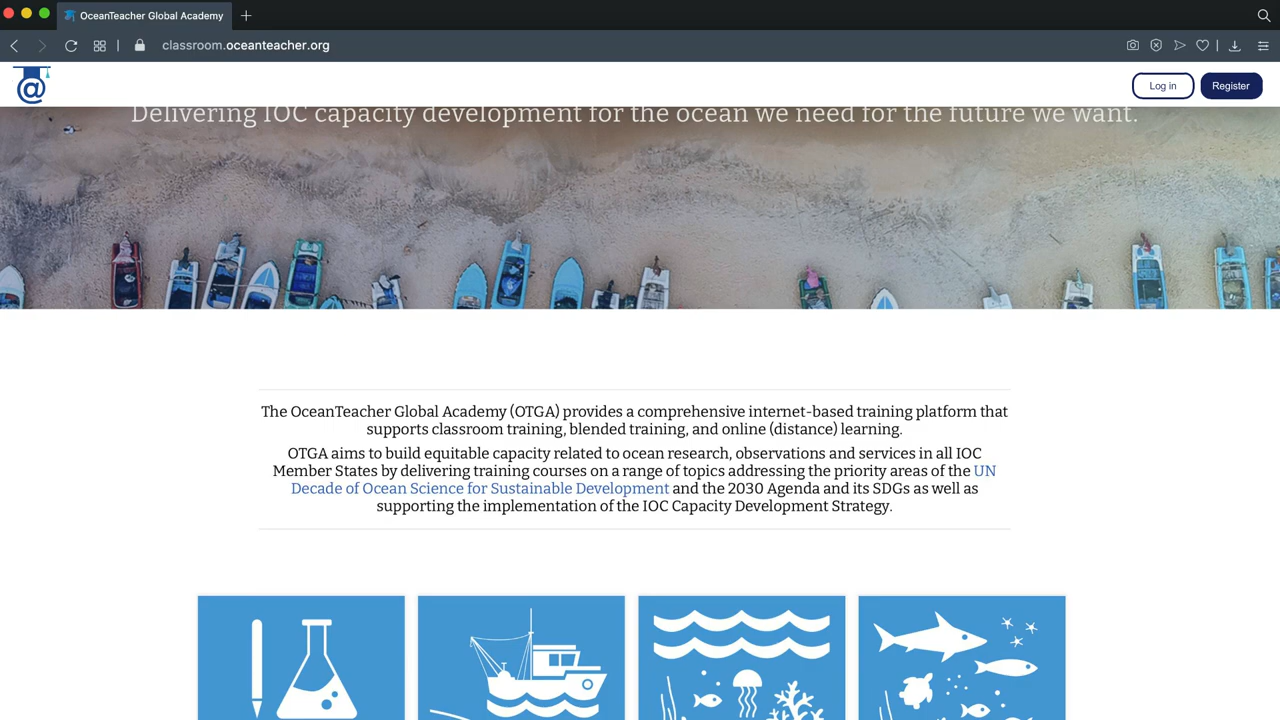 OceanTeacher Global Academy
classroom.oceanteacher.org
@
Log in
Register
Delivering IOC capacity development for the ocean we need for the future we want.
The OceanTeacher Global Academy (OTGA) provides a comprehensive internet-based training platform that
supports classroom training, blended training, and online (distance) learning.
OTGA aims to build equitable capacity related to ocean research, observations and services in all IOC
Member States by delivering training courses on a range of topics addressing the priority areas of the UN
Decade of Ocean Science for Sustainable Development and the 2030 Agenda and its SDGs as well as
supporting the implementation of the IOC Capacity Development Strategy.